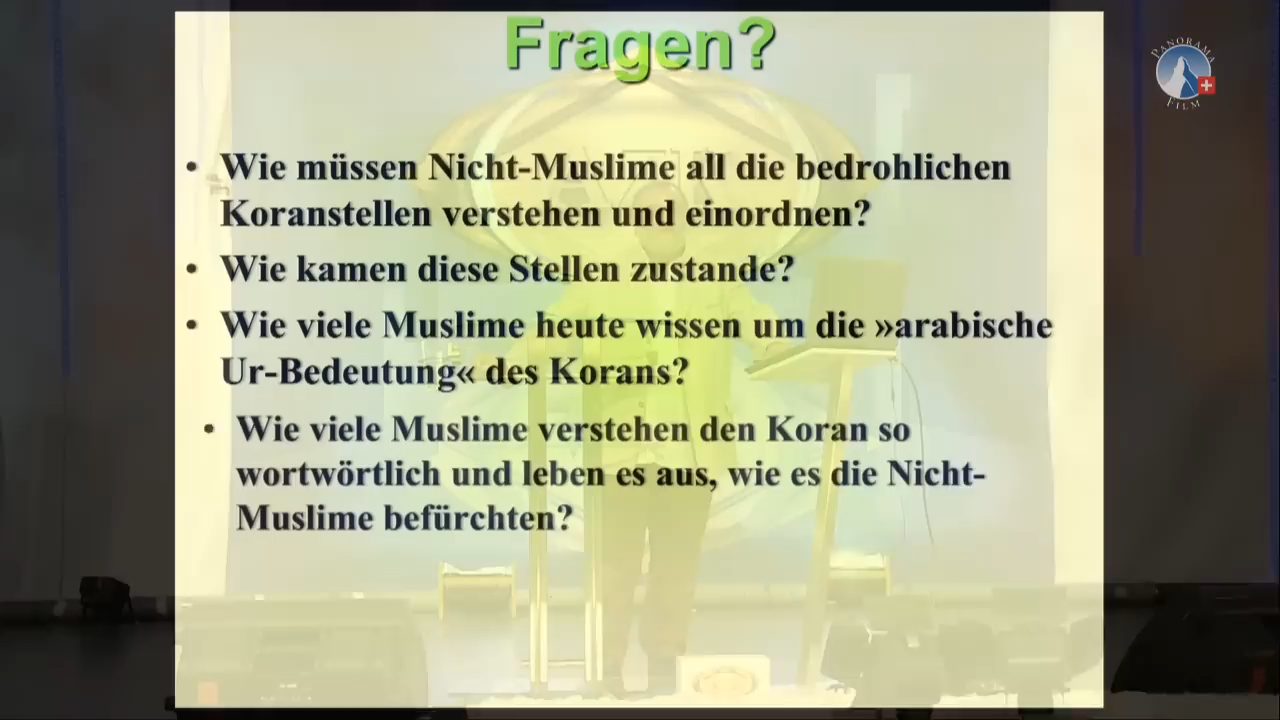 Fragen?
PANORAMA
FILM
• Wie müssen Nicht-Muslime all die bedrohlichen
Koranstellen verstehen und einordnen?
• Wie kamen diese Stellen zustande?
• Wie viele Muslime heute wissen um die »arabische
Ur-Bedeutung« des Korans?
• Wie viele Muslime verstehen den Koran so
wortwörtlich und leben es aus, wie es die Nicht-
Muslime befürchten?